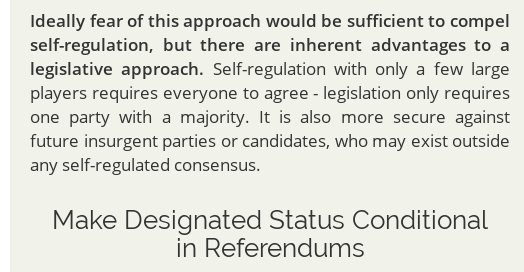 Ideally fear of this approach would be sufficient to compel
self-regulation, but there are inherent advantages to a
legislative approach. Self-regulation with only a few large
players requires everyone to agree - legislation only requires
one party with a majority. It is also more secure against
future insurgent parties or candidates, who may exist outside
any self-regulated consensus.
Make Designated Status Conditional
in Referendums